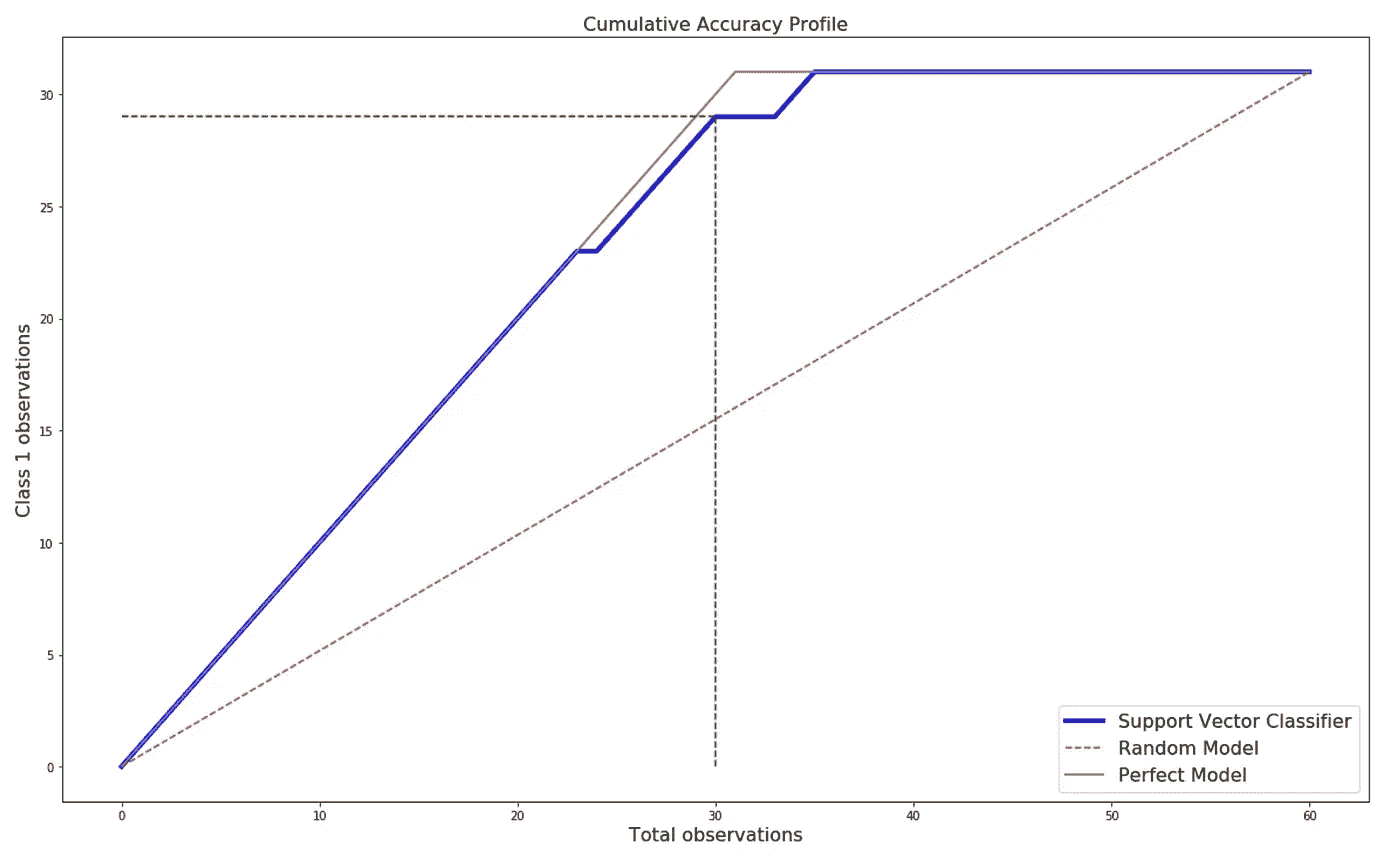 Cumulative Accuracy Profile
30
25
20
15
10
5
0
Class 1 observations
0 10 20 30 40 50 60
Total observations
Support Vector Classifier
Random Model
Perfect Model